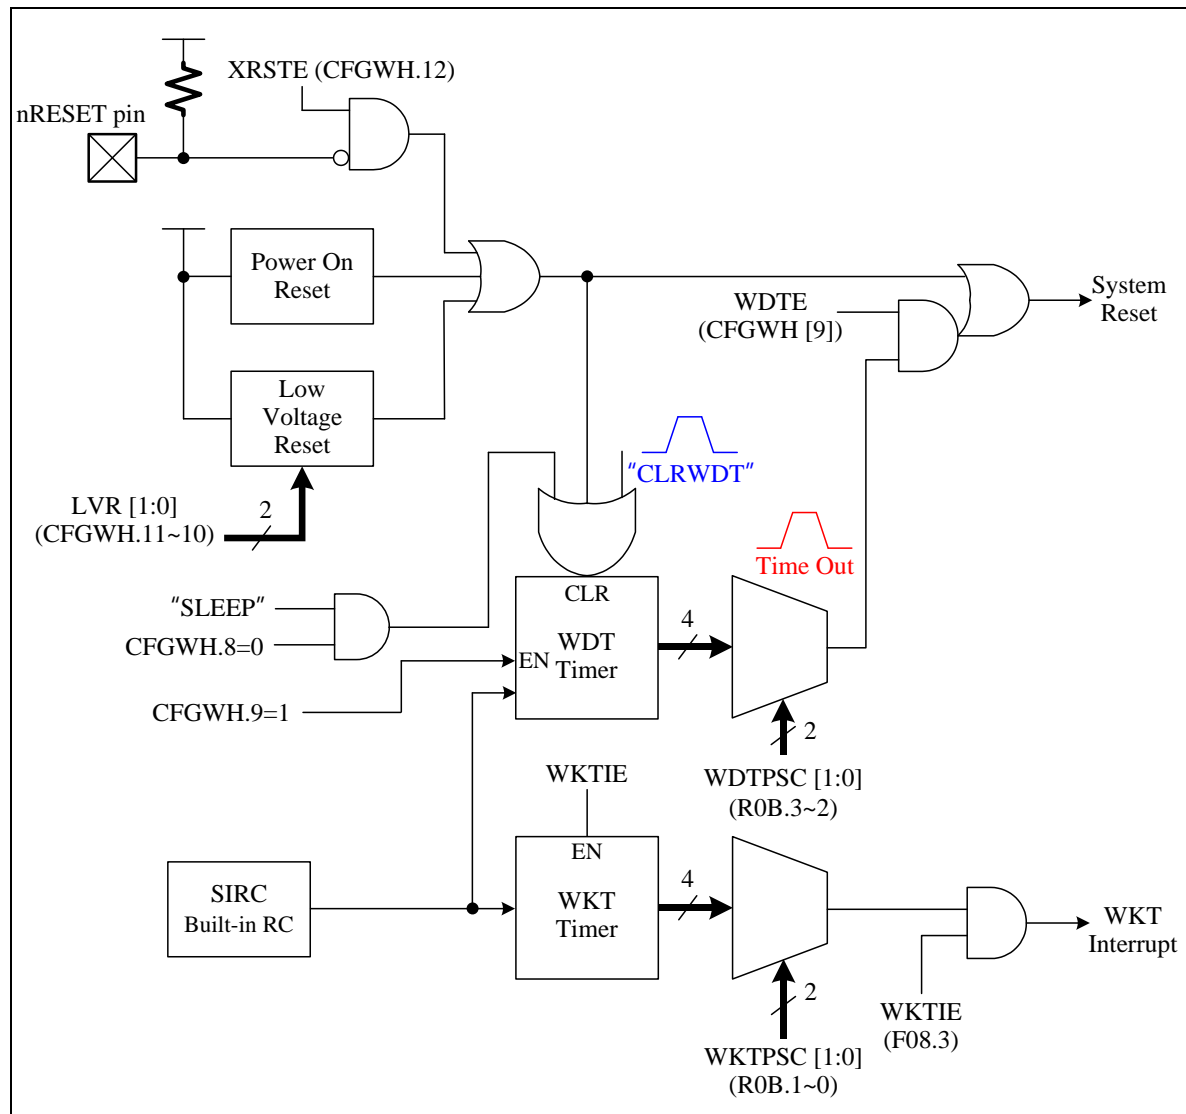 XRSTE (CFGWH.12)
nRESET pin
Power On
Reset
WDTE
(CFGWH [9])
System
Reset
Low
Voltage
Reset
"CLRWDT"
LVR [1:0]
(CFGWH.11~10)
2
Time Out
"SLEEP"
CFGWH.8=0
CLR
WDT
Timer
EN
4
CFGWH.9=1
2
WDTPSC [1:0]
(R0B.3~2)
WKTIE
SIRC
Built-in RC
EN
WKT
Timer
4
WKT
Interrupt
2
WKTIE
(F08.3)
WKTPSC [1:0]
(R0B.1~0)